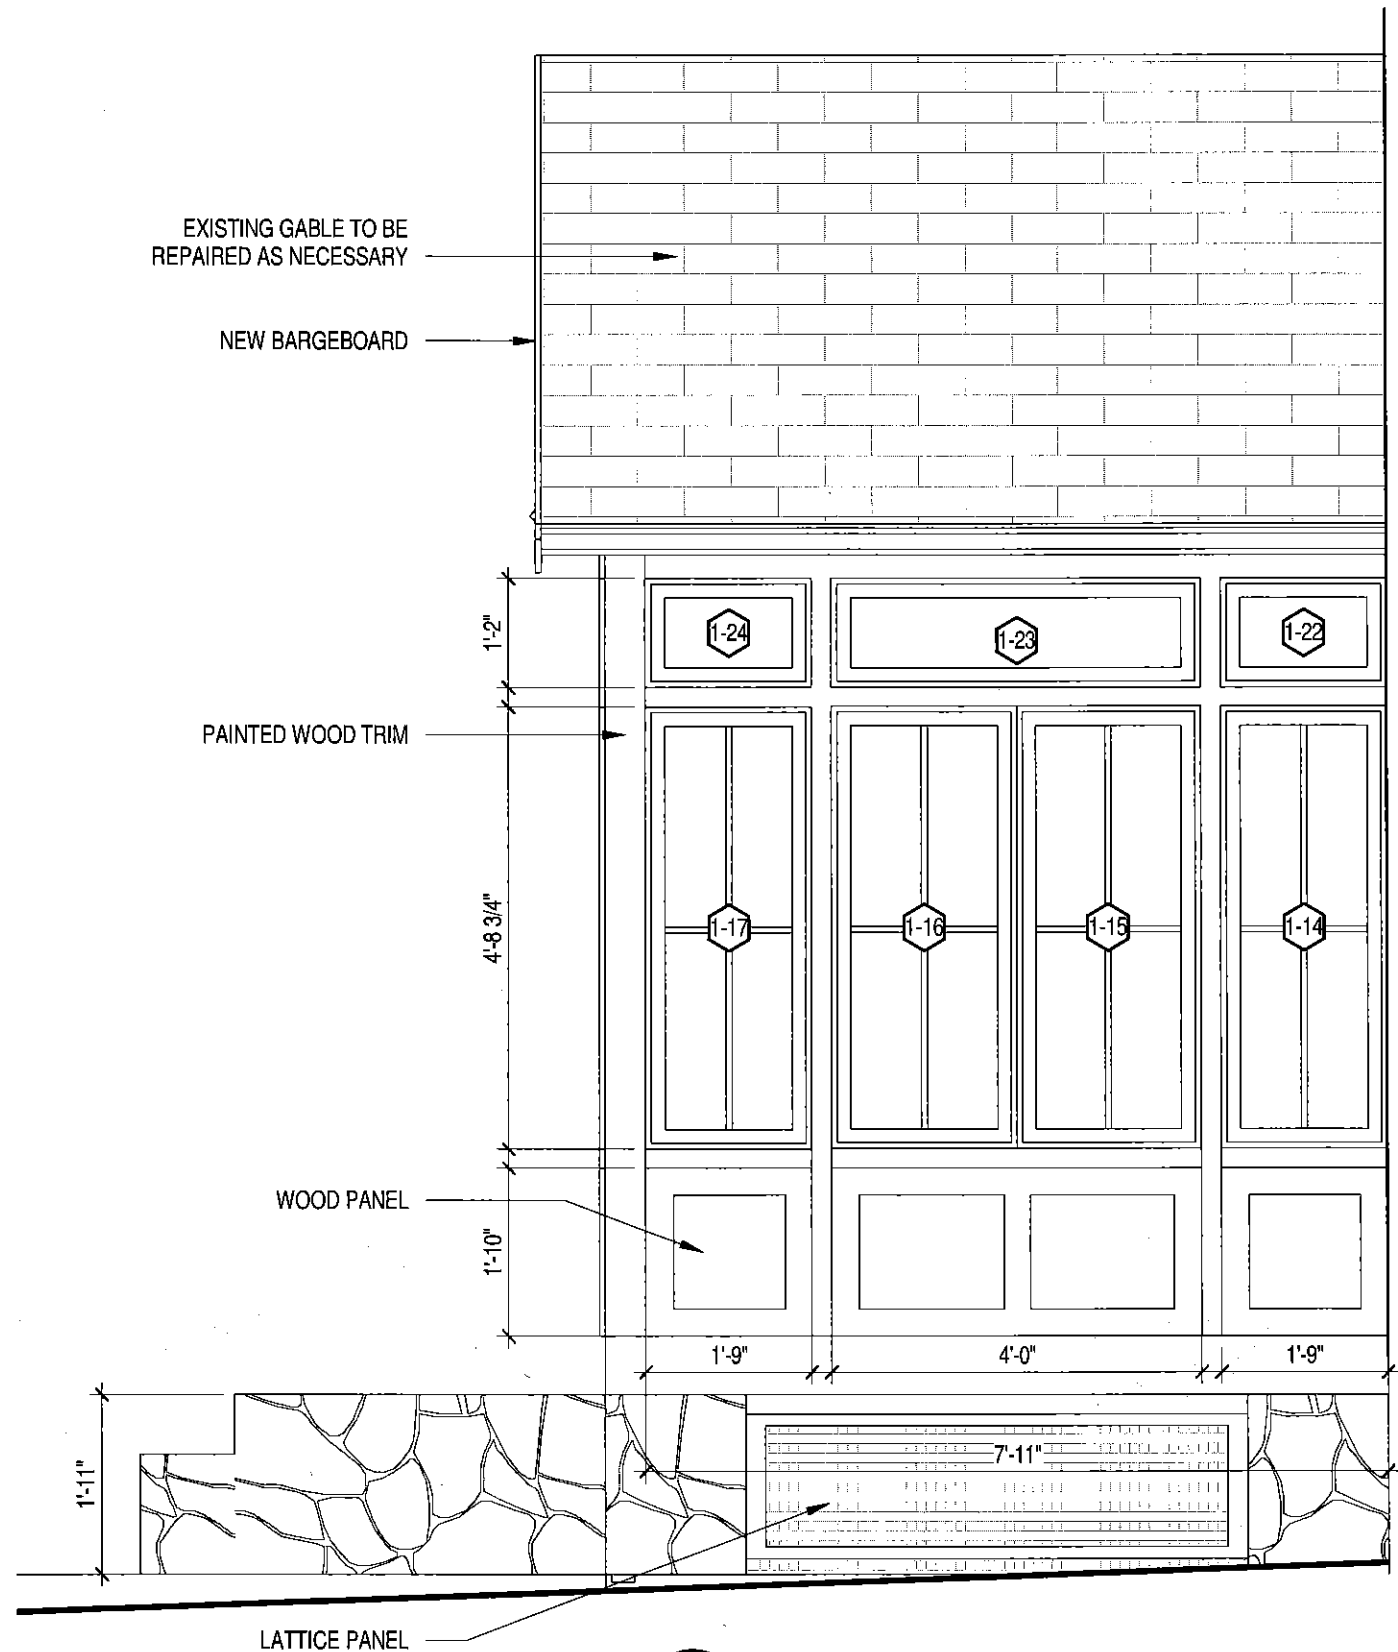 EXISTING GABLE TO BE
REPAIRED AS NECESSARY
NEW BARGEBOARD
1'-2"
1-24
1-23
1-22
PAINTED WOOD TRIM
4'-8 3/4"
1-17
1-16
1-15
1-14
WOOD PANEL
1'-10"
1'-9"
4'-0"
1'-9"
1'-11"
7'-11"
LATTICE PANEL